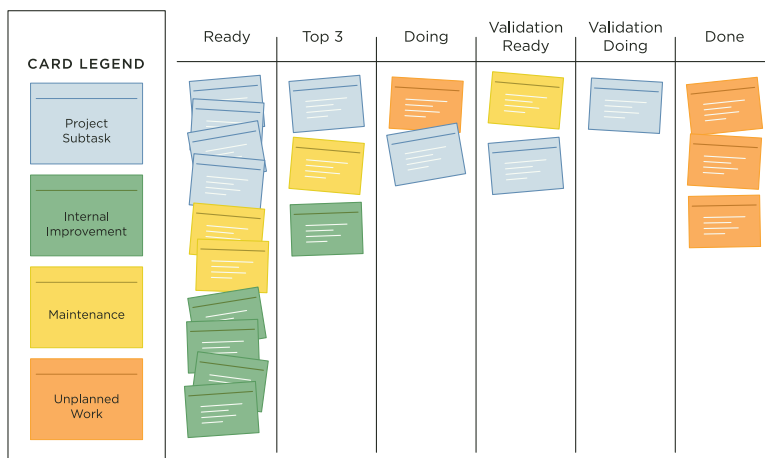 CARD LEGEND
Project
Subtask
Internal
Improvement
Maintenance
Unplanned
Work
Ready
Top 3
Doing
Validation
Ready
Validation
Doing
Done